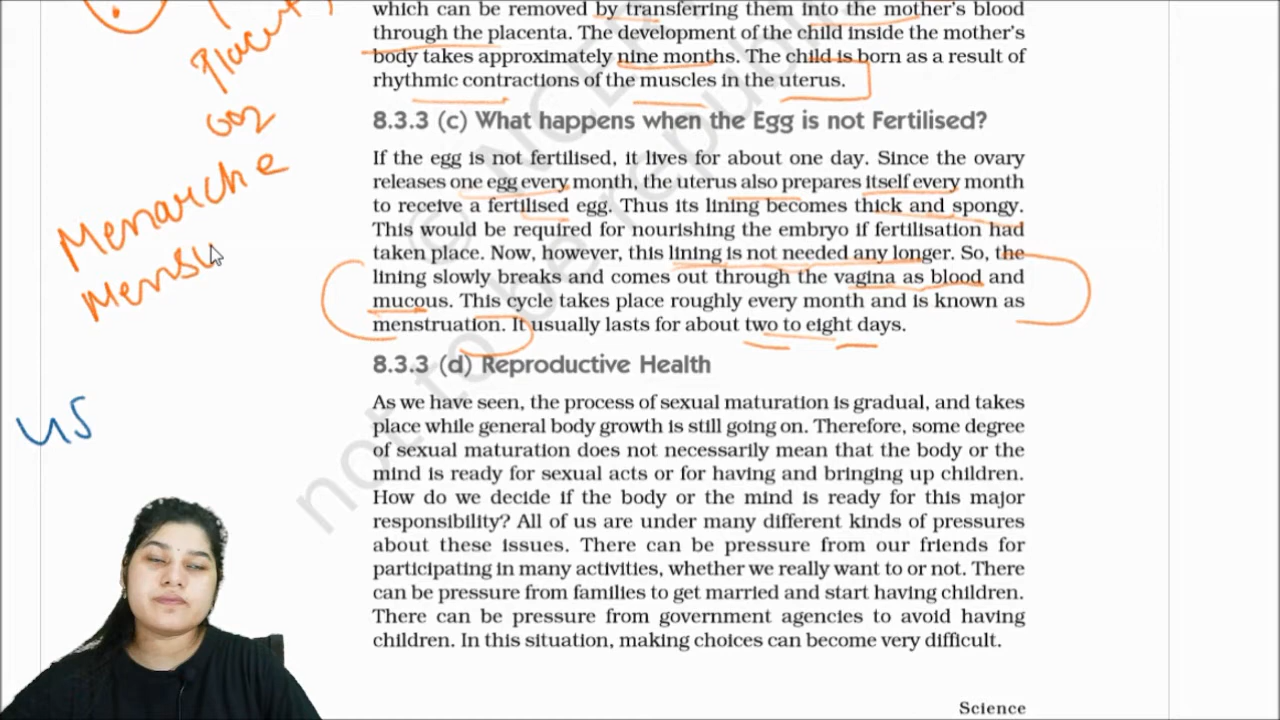 which can be removed by transferring them into the mother's blood
through the placenta. The development of the child inside the mother's
body takes approximately nine months. The child is born as a result of
rhythmic contractions of the muscles in the uterus.
8.3.3 (c) What happens when the Egg is not Fertilised?
If the egg is not fertilised, it lives for about one day. Since the ovary
releases one egg every month, the uterus also prepares itself every month
to receive a fertilised egg. Thus its lining becomes thick and spongy.
This would be required for nourishing the embryo if fertilisation had
taken place. Now, however, this lining is not needed any longer. So, the
lining slowly breaks and comes out through the vagina as blood and
mucous. This cycle takes place roughly every month and is known as
menstruation. It usually lasts for about two to eight days.
8.3.3 (d) Reproductive Health
As we have seen, the process of sexual maturation is gradual, and takes
place while general body growth is still going on. Therefore, some degree
of sexual maturation does not necessarily mean that the body or the
mind is ready for sexual acts or for having and bringing up children.
How do we decide if the body or the mind is ready for this major
responsibility? All of us are under many different kinds of pressures
about these issues. There can be pressure from our friends for
participating in many activities, whether we really want to or not. There
can be pressure from families to get married and start having children.
There can be pressure from government agencies to avoid having
children. In this situation, making choices can become very difficult.
Science
Menarche
45
not to be republi
© NCE